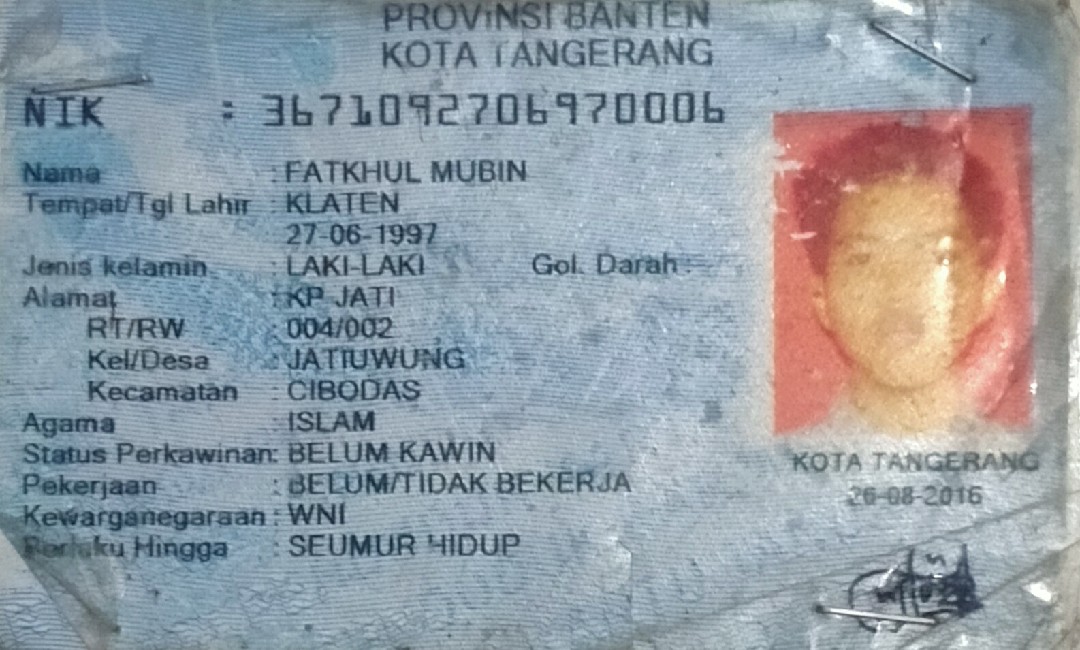 PROVINSI BANTEN
KOTA TANGERANG
NIK : 3671092706970006
Nama : FATKHUL MUBIN
Tempat/Tgl Lahir : KLATEN
27-06-1997
Jenis kelamin : LAKI-LAKI Gol. Darah : -
Alamat : KP JATI
RT/RW : 004/002
Kel/Desa : JATIUWUNG
Kecamatan : CIBODAS
Agama : ISLAM
Status Perkawinan: BELUM KAWIN
Pekerjaan : BELUM/TIDAK BEKERJA
Kewarganegaraan : WNI
Berlaku Hingga : SEUMUR HIDUP
KOTA TANGERANG
26-08-2016